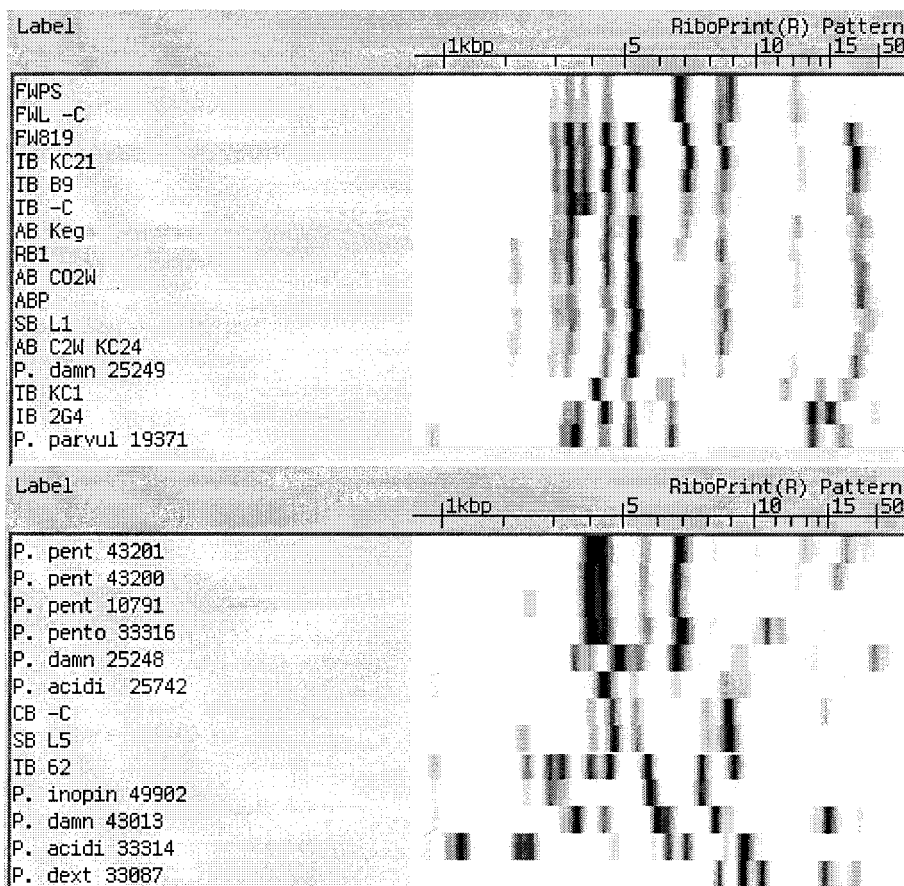 Label RiboPrint(R) Pattern
1kbp 5 10 15 50
FWPS
FWL -C
FW819
TB KC21
TB B9
TB -C
AB Keg
RB1
AB CO2W
ABP
SB L1
AB C2W KC24
P. damn 25249
TB KC1
IB 2G4
P. parvul 19371
Label RiboPrint(R) Pattern
1kbp 5 10 15 50
P. pent 43201
P. pent 43200
P. pent 10791
P. pento 33316
P. damn 25248
P. acidi 25742
CB -C
SB L5
TB 62
P. inopin 49902
P. damn 43013
P. acidi 33314
P. dext 33087